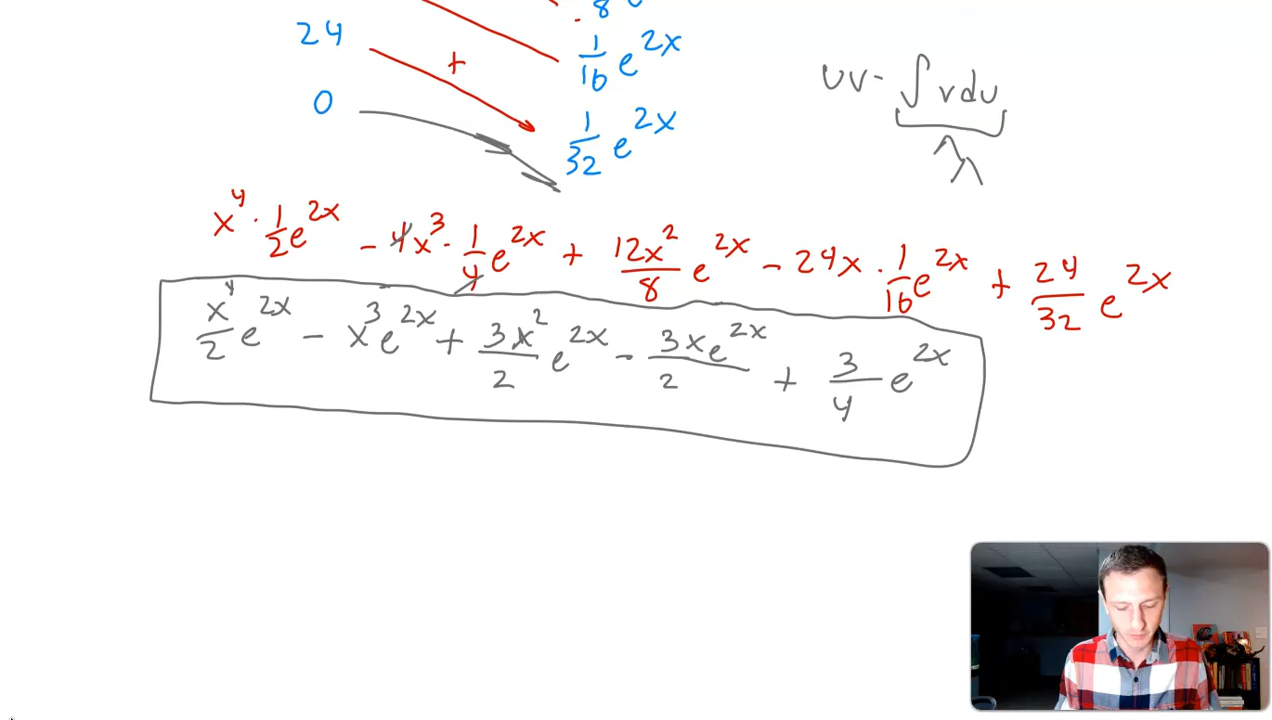 8
24
+
1/16 e^{2x}
0
1/32 e^{2x}
uv - ∫ v du
x^4 · 1/2 e^{2x} - 4x^3 · 1/4 e^{2x} + 12x^2/8 e^{2x} - 24x · 1/16 e^{2x} + 24/32 e^{2x}
x^4/2 e^{2x} - x^3 e^{2x} + 3x^2/2 e^{2x} - 3xe^{2x}/2 + 3/4 e^{2x}